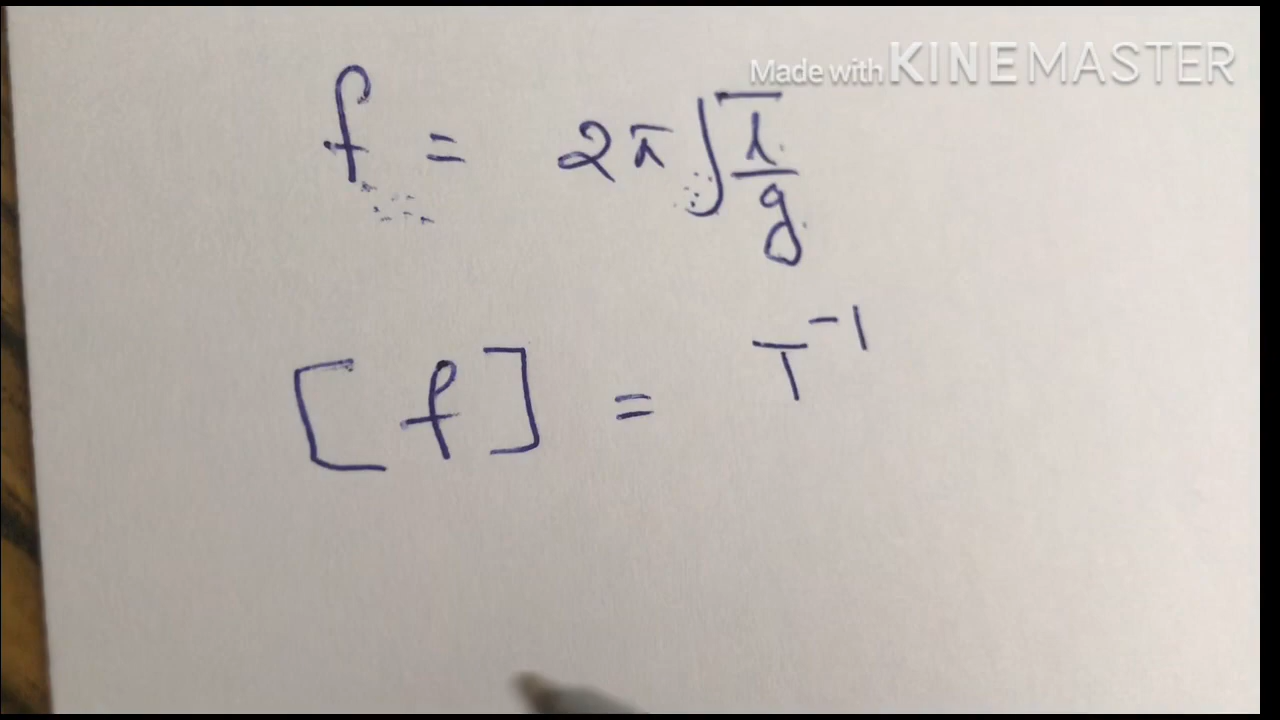 Made with KINEMASTER
f = 2π√l/g
[f] = T⁻¹